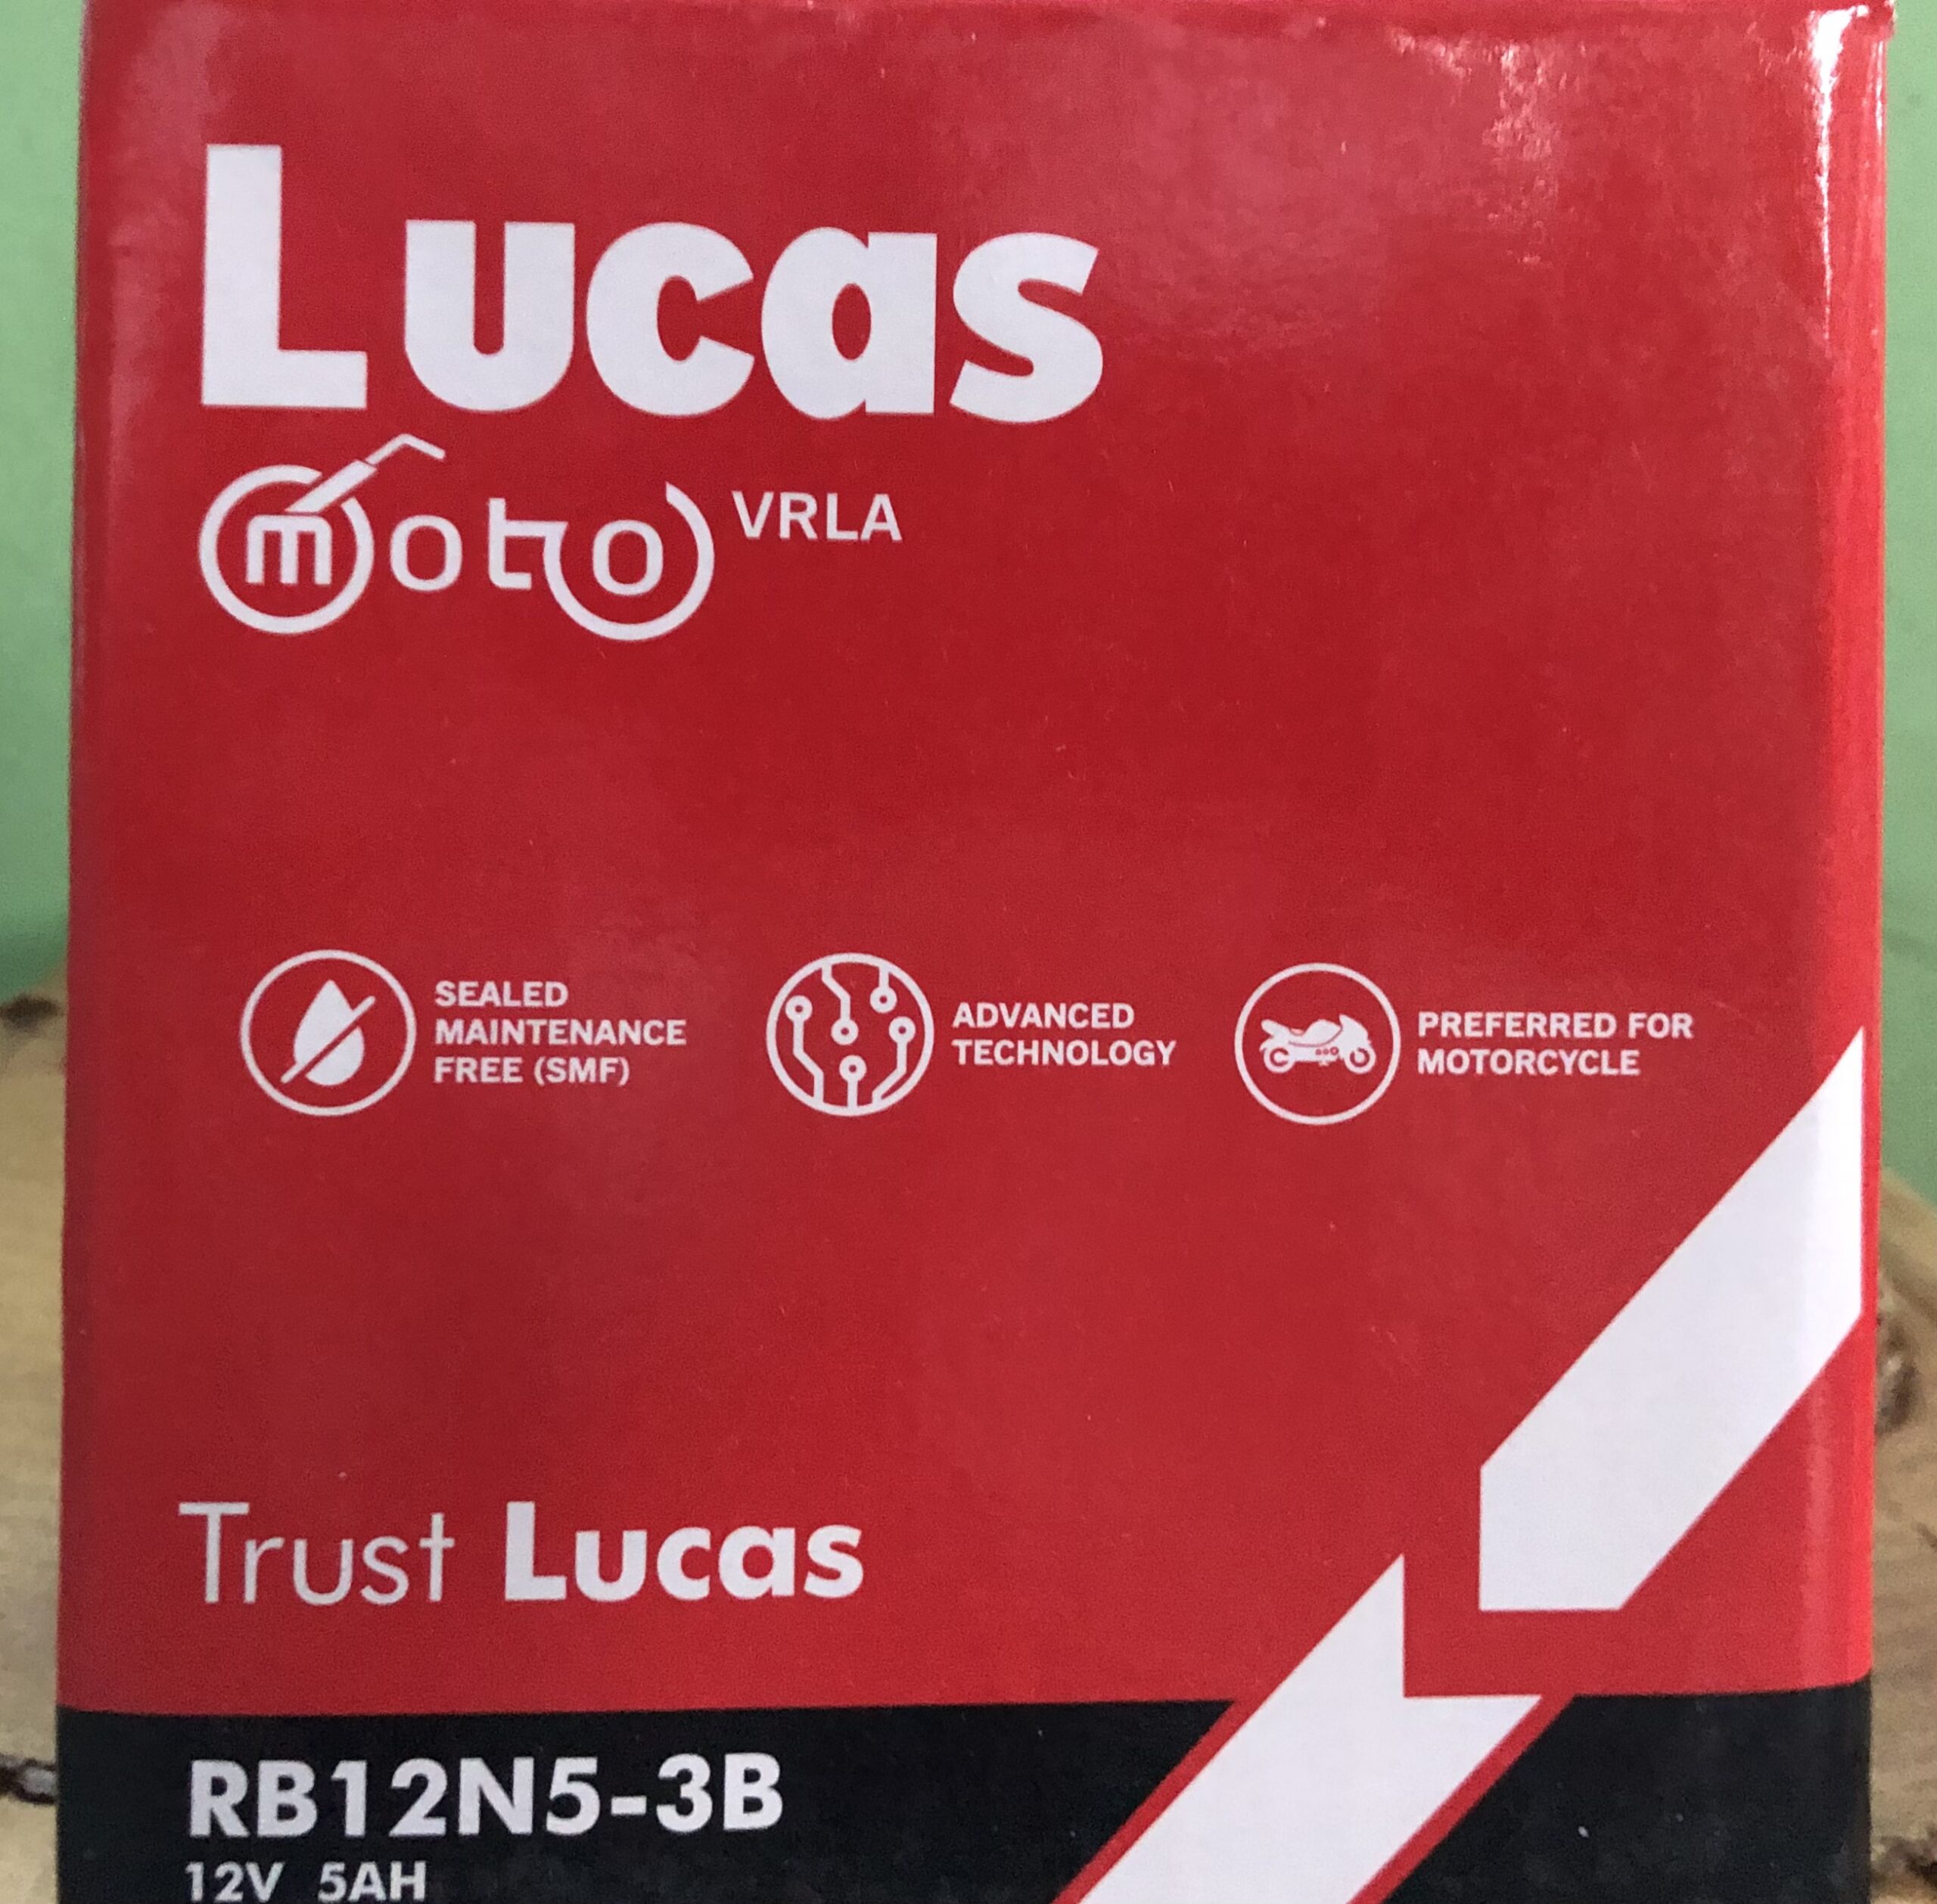 Lucas
moto VRLA
SEALED
MAINTENANCE
FREE (SMF)
ADVANCED
TECHNOLOGY
PREFERRED FOR
MOTORCYCLE
Trust Lucas
RB12N5-3B
12V 5AH